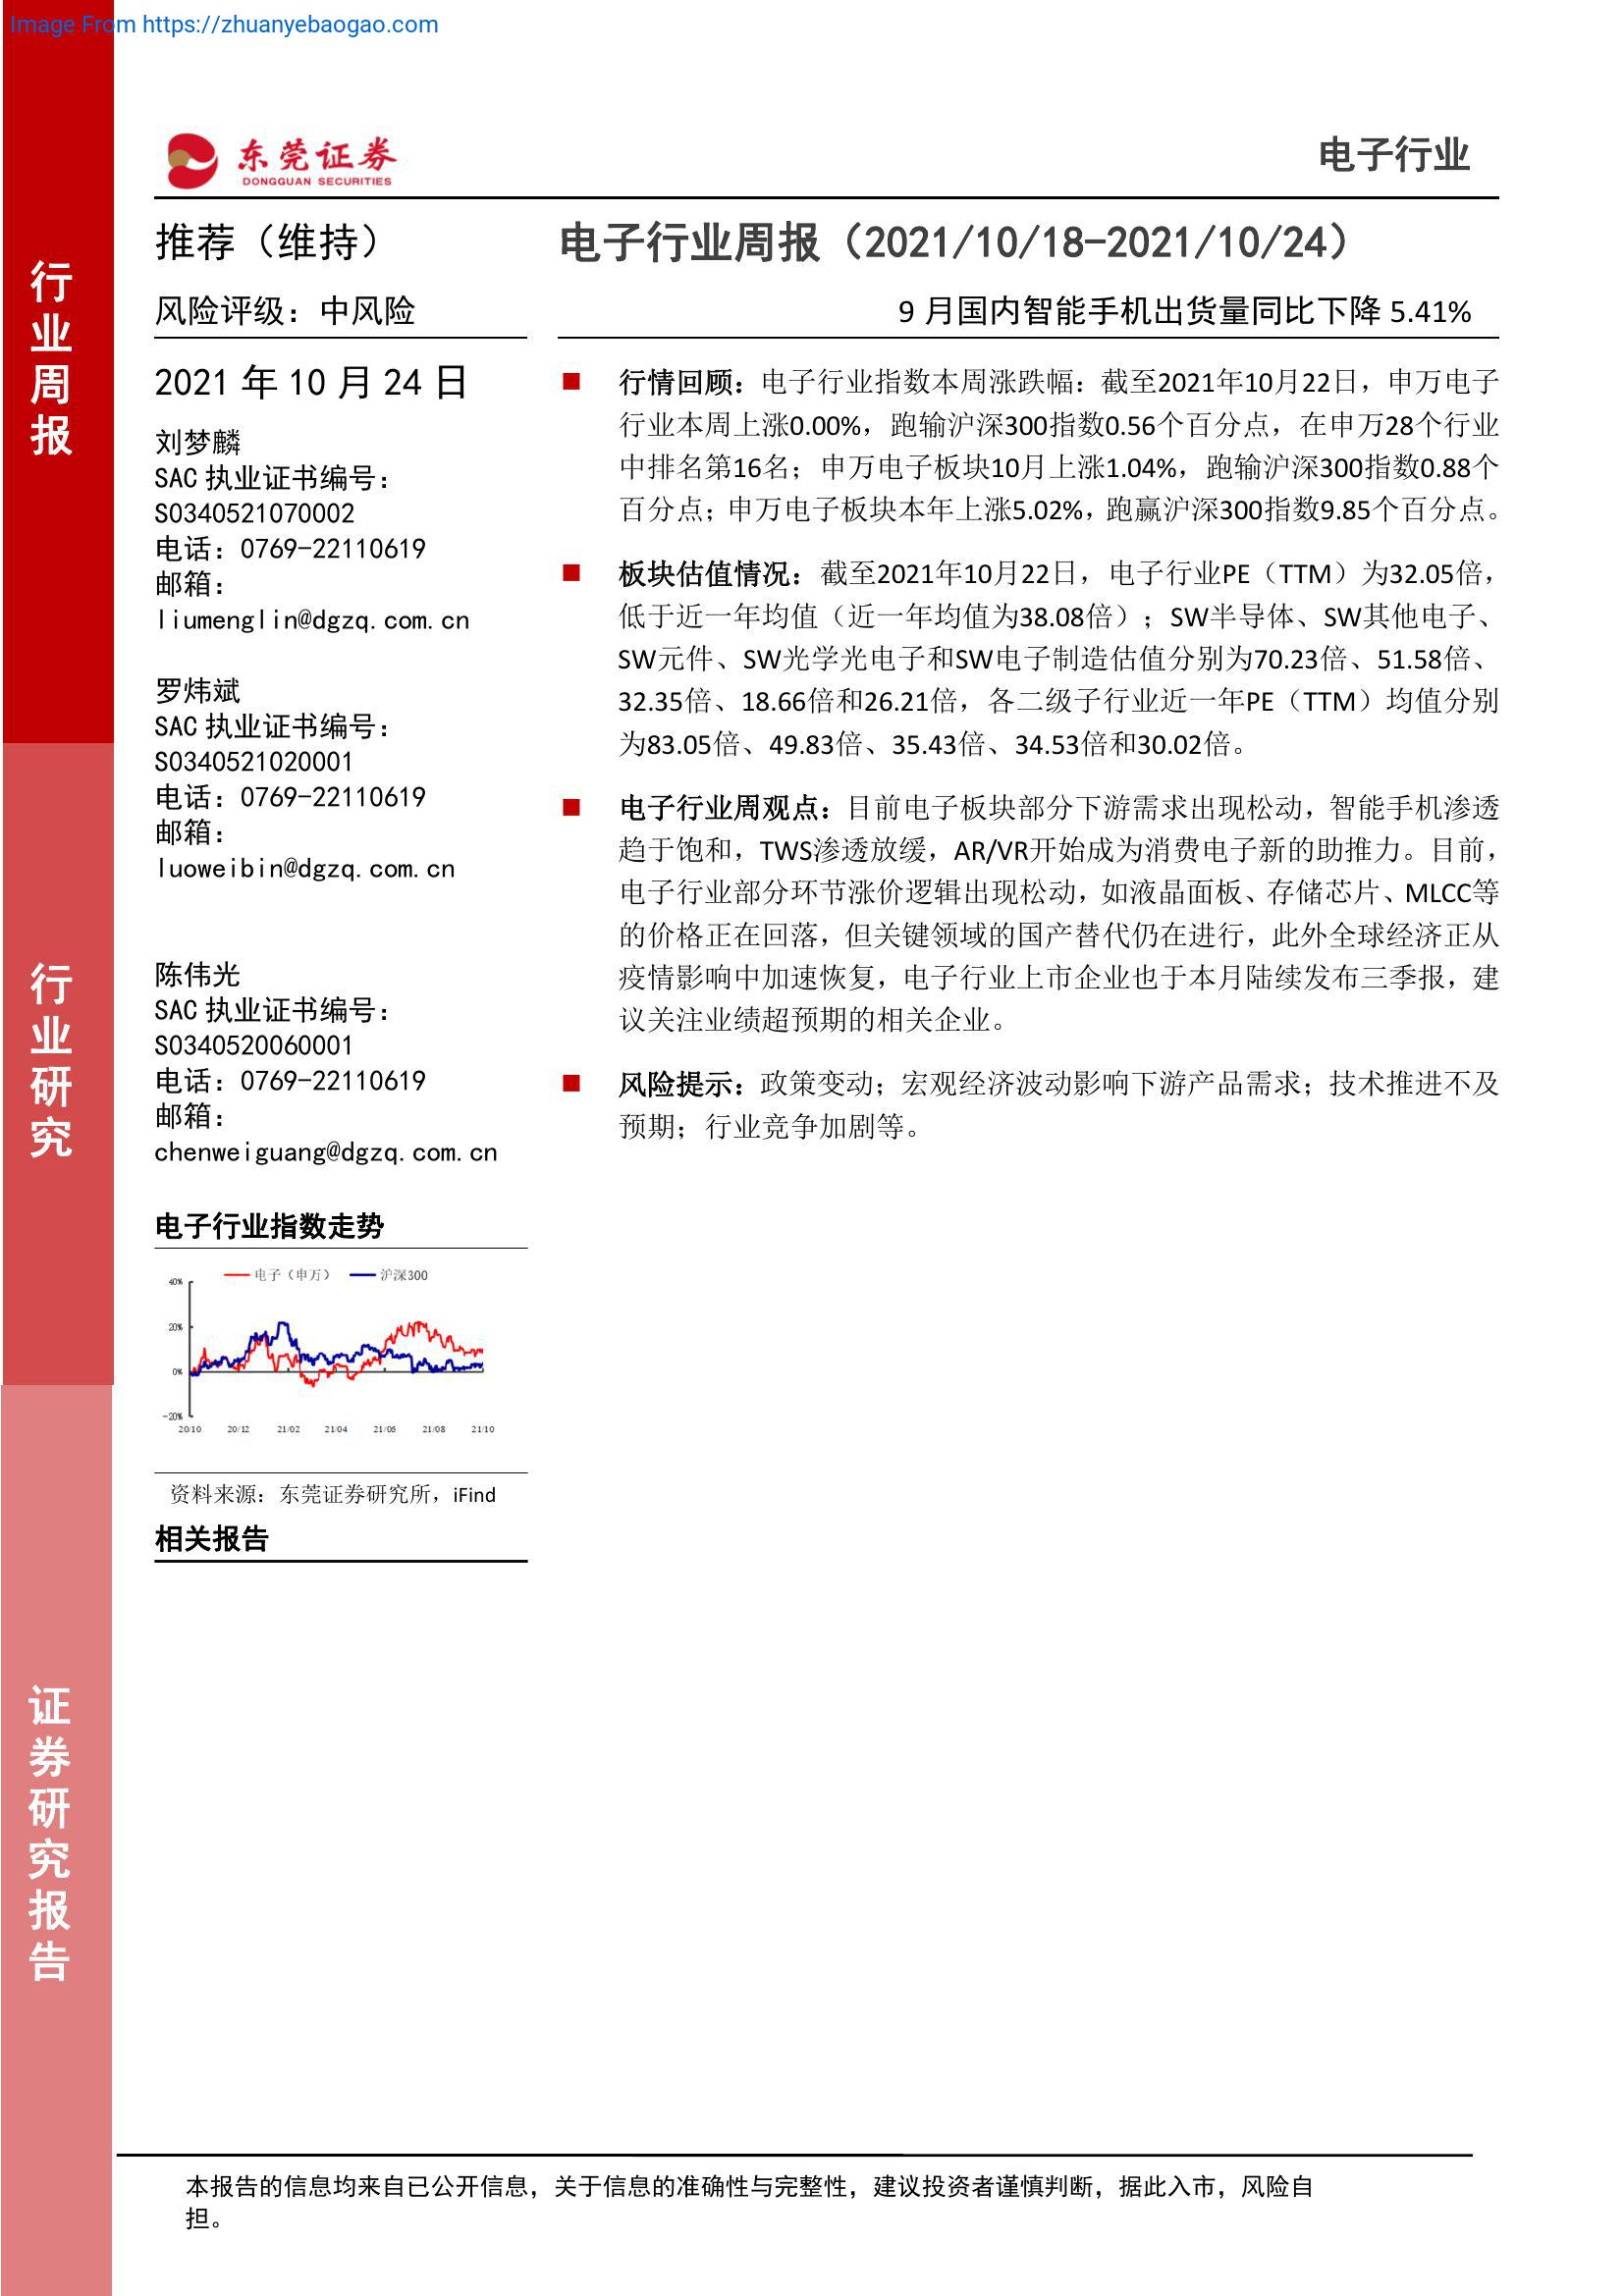 Image From https://zhuanyebaogao.com
东莞证券
DONGGUAN SECURITIES
电子行业
行业周报
行业研究
证券研究报告
推荐（维持）
风险评级：中风险
2021 年 10 月 24 日
刘梦麟
SAC 执业证书编号：
S0340521070002
电话：0769-22110619
邮箱：
liumenglin@dgzq.com.cn
罗炜斌
SAC 执业证书编号：
S0340521020001
电话：0769-22110619
邮箱：
luoweibin@dgzq.com.cn
陈伟光
SAC 执业证书编号：
S0340520060001
电话：0769-22110619
邮箱：
chenweiguang@dgzq.com.cn
电子行业指数走势
电子（申万） 沪深300
40%
20%
0%
-20%
20/10 20/12 21/02 21/04 21/06 21/08 21/10
资料来源：东莞证券研究所，iFind
相关报告
电子行业周报（2021/10/18-2021/10/24）
9 月国内智能手机出货量同比下降 5.41%
■ 行情回顾：电子行业指数本周涨跌幅：截至2021年10月22日，申万电子
行业本周上涨0.00%，跑输沪深300指数0.56个百分点，在申万28个行业
中排名第16名；申万电子板块10月上涨1.04%，跑输沪深300指数0.88个
百分点；申万电子板块本年上涨5.02%，跑赢沪深300指数9.85个百分点。
■ 板块估值情况：截至2021年10月22日，电子行业PE（TTM）为32.05倍，
低于近一年均值（近一年均值为38.08倍）；SW半导体、SW其他电子、
SW元件、SW光学光电子和SW电子制造估值分别为70.23倍、51.58倍、
32.35倍、18.66倍和26.21倍，各二级子行业近一年PE（TTM）均值分别
为83.05倍、49.83倍、35.43倍、34.53倍和30.02倍。
■ 电子行业周观点：目前电子板块部分下游需求出现松动，智能手机渗透
趋于饱和，TWS渗透放缓，AR/VR开始成为消费电子新的助推力。目前，
电子行业部分环节涨价逻辑出现松动，如液晶面板、存储芯片、MLCC等
的价格正在回落，但关键领域的国产替代仍在进行，此外全球经济正从
疫情影响中加速恢复，电子行业上市企业也于本月陆续发布三季报，建
议关注业绩超预期的相关企业。
■ 风险提示：政策变动；宏观经济波动影响下游产品需求；技术推进不及
预期；行业竞争加剧等。
本报告的信息均来自已公开信息，关于信息的准确性与完整性，建议投资者谨慎判断，据此入市，风险自
担。